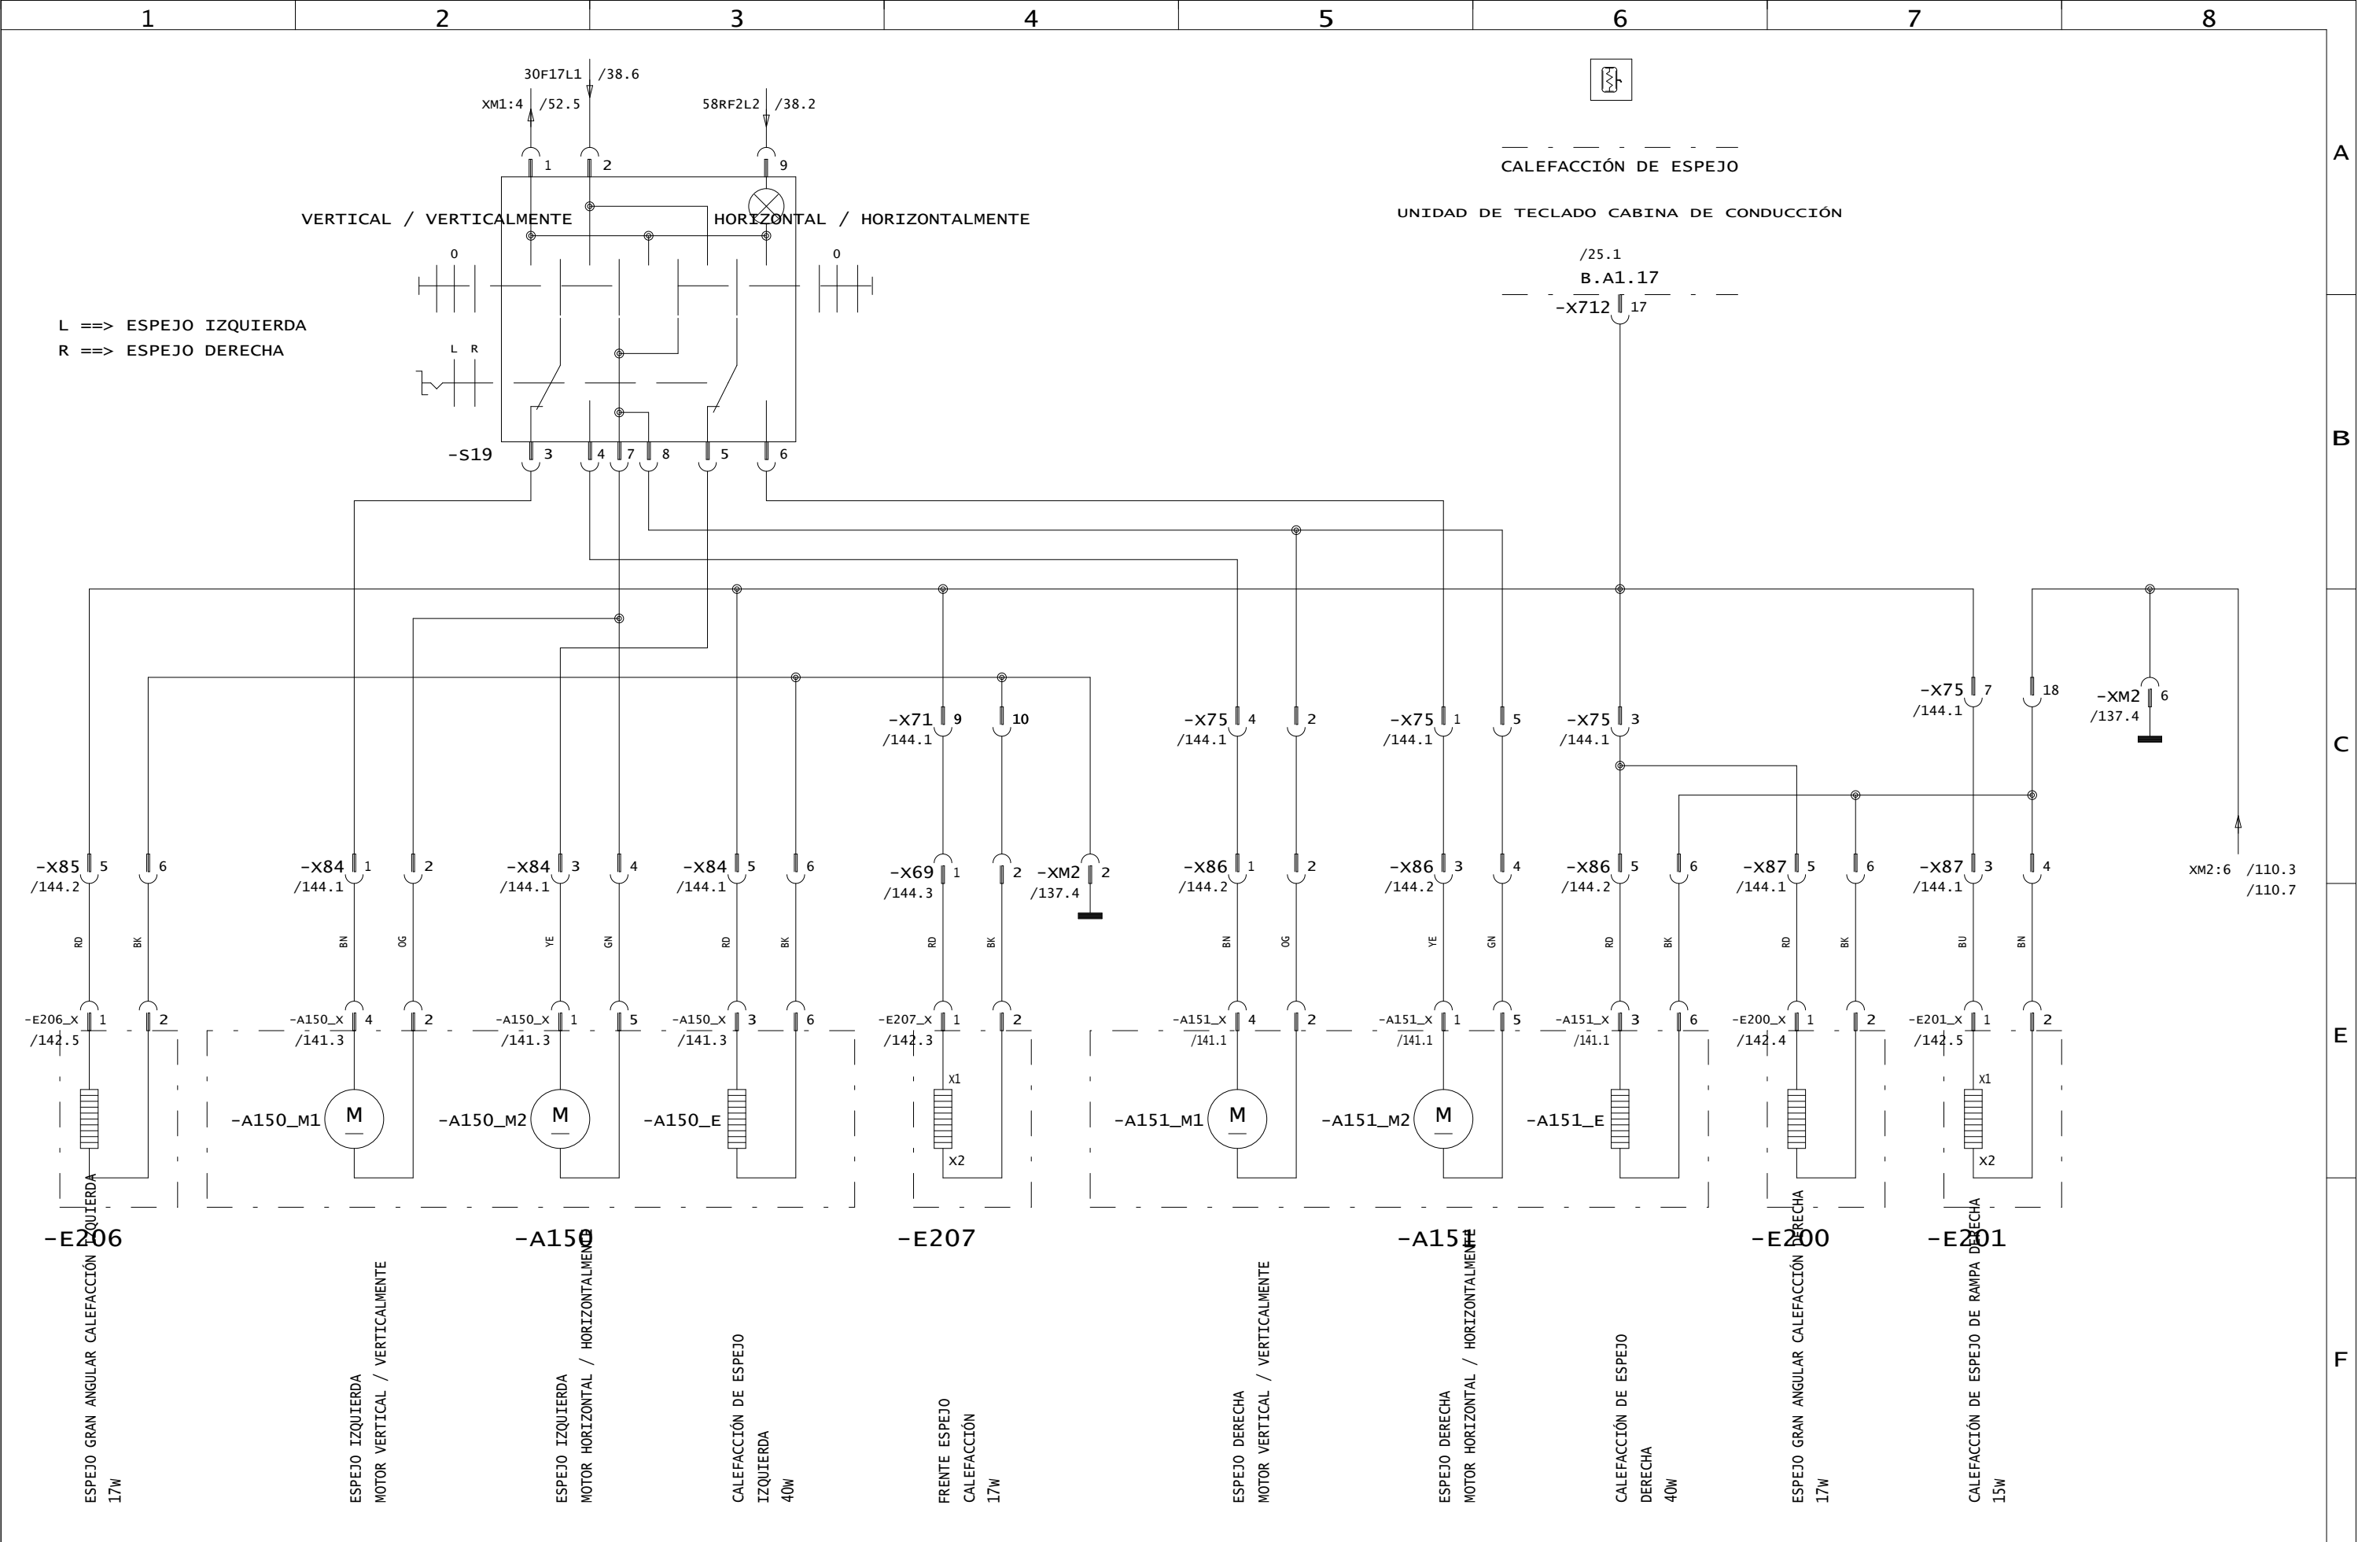 1 2 3 4 5 6 7 8
30F17L1 /38.6
XM1:4 /52.5 58RF2L2 /38.2
1 2 9
A
CALEFACCIÓN DE ESPEJO
VERTICAL / VERTICALMENTE HORIZONTAL / HORIZONTALMENTE
UNIDAD DE TECLADO CABINA DE CONDUCCIÓN
0 0
/25.1
B.A1.17
-X712 17
L ==> ESPEJO IZQUIERDA
R ==> ESPEJO DERECHA
L R
B
-S19 3 4 7 8 5 6
-X75 7 18
/144.1
-XM2 6
/137.4
-X71 9 10
/144.1
-X75 4 2
/144.1
-X75 1 5
/144.1
-X75 3
/144.1
C
-X85 5 6
/144.2
-X84 1 2
/144.1
-X84 3 4
/144.1
-X84 5 6
/144.1
-X69 1 2
/144.3
-XM2 2
/137.4
-X86 1 2
/144.2
-X86 3 4
/144.2
-X86 5 6
/144.2
-X87 5 6
/144.1
-X87 3 4
/144.1
XM2:6 /110.3
/110.7
RD BK BN OG YE GN RD BK RD BK BN OG YE GN RD BK RD BK BU BN
E
-E206_X 1 2
/142.5
-A150_X 4 2
/141.3
-A150_X 1 5
/141.3
-A150_X 3 6
/141.3
-E207_X 1 2
/142.3
-A151_X 4 2
/141.1
-A151_X 1 5
/141.1
-A151_X 3 6
/141.1
-E200_X 1 2
/142.4
-E201_X 1 2
/142.5
X1 X1
-A150_M1 M -A150_M2 M -A150_E -A151_M1 M -A151_M2 M -A151_E
X2 X2
-E206 -A150 -E207 -A151 -E200 -E201
F
ESPEJO GRAN ANGULAR CALEFACCIÓN IZQUIERDA
17W
ESPEJO IZQUIERDA
MOTOR VERTICAL / VERTICALMENTE
ESPEJO IZQUIERDA
MOTOR HORIZONTAL / HORIZONTALMENTE
CALEFACCIÓN DE ESPEJO
IZQUIERDA
40W
FRENTE ESPEJO
CALEFACCIÓN
17W
ESPEJO DERECHA
MOTOR VERTICAL / VERTICALMENTE
ESPEJO DERECHA
MOTOR HORIZONTAL / HORIZONTALMENTE
CALEFACCIÓN DE ESPEJO
DERECHA
40W
ESPEJO GRAN ANGULAR CALEFACCIÓN DERECHA
17W
CALEFACCIÓN DE ESPEJO DE RAMPA DERECHA
15W